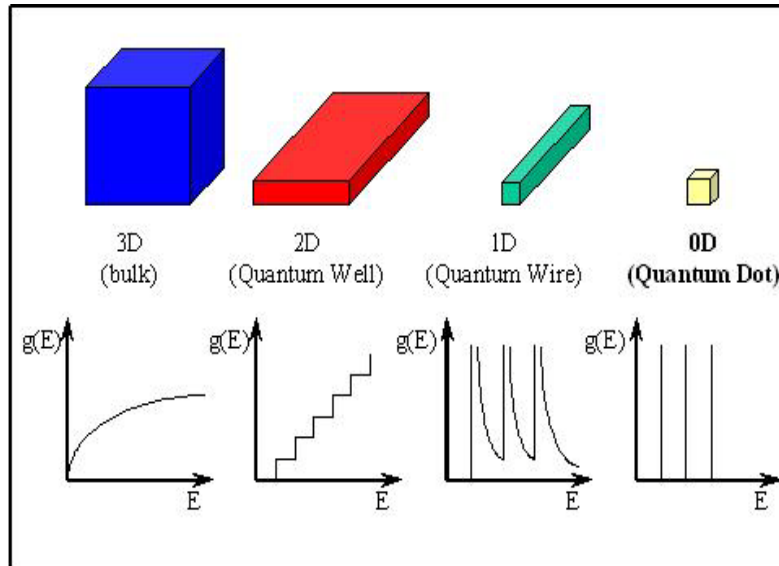 3D
(bulk)
2D
(Quantum Well)
1D
(Quantum Wire)
0D
(Quantum Dot)
g(E)
E
g(E)
E
g(E)
E
g(E)
E